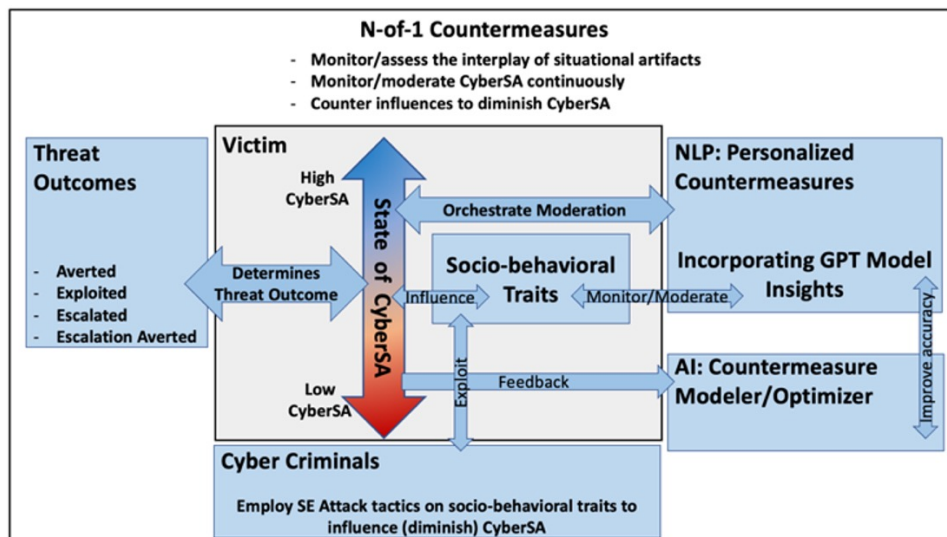 N-of-1 Countermeasures
- Monitor/assess the interplay of situational artifacts
- Monitor/moderate CyberSA continuously
- Counter influences to diminish CyberSA
Threat
Outcomes
- Averted
- Exploited
- Escalated
- Escalation Averted
Victim
High
CyberSA
State of CyberSA
Low
CyberSA
Determines
Threat Outcome
Orchestrate Moderation
Socio-behavioral
Traits
Influence
Monitor/Moderate
Exploit
Feedback
NLP: Personalized
Countermeasures
Incorporating GPT Model
Insights
Improve accuracy
AI: Countermeasure
Modeler/Optimizer
Cyber Criminals
Employ SE Attack tactics on socio-behavioral traits to
influence (diminish) CyberSA